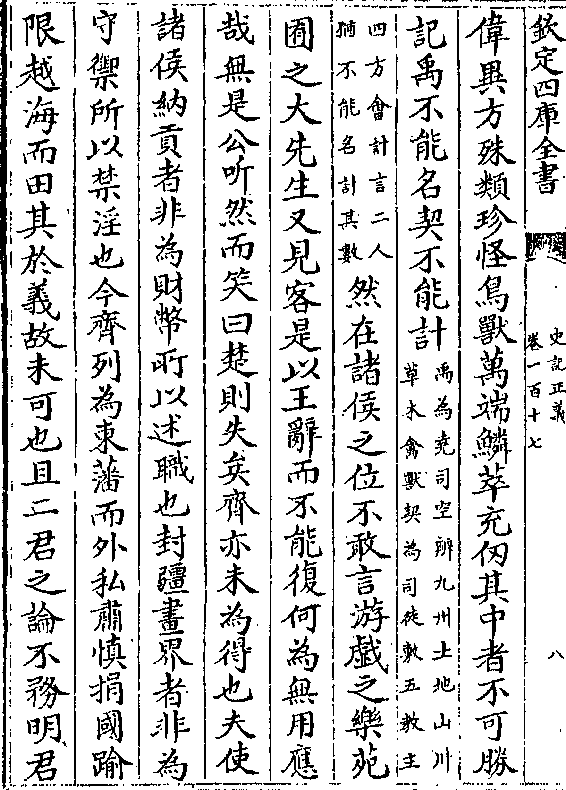 欽定四庫全書
史記正義
卷一百十七
八
偉異方殊類珍怪鳥獸萬端鱗萃充仞其中者不可勝
記禹不能名契不能計
禹為堯司空辨九州土地山川
草木禽獸契為司徒敷五教主
四方會計言二人
猶不能名計其數
然在諸侯之位不敢言游戲之樂苑
囿之大先生又見客是以王辭而不能復何為無用應
哉無是公听然而笑曰楚則失矣齊亦未為得也夫使
諸侯納貢者非為財幣所以述職也封疆畫界者非為
守禦所以禁淫也今齊列為東藩而外私肅慎捐國踰
限越海而田其於義故未可也且二君之論不務明君